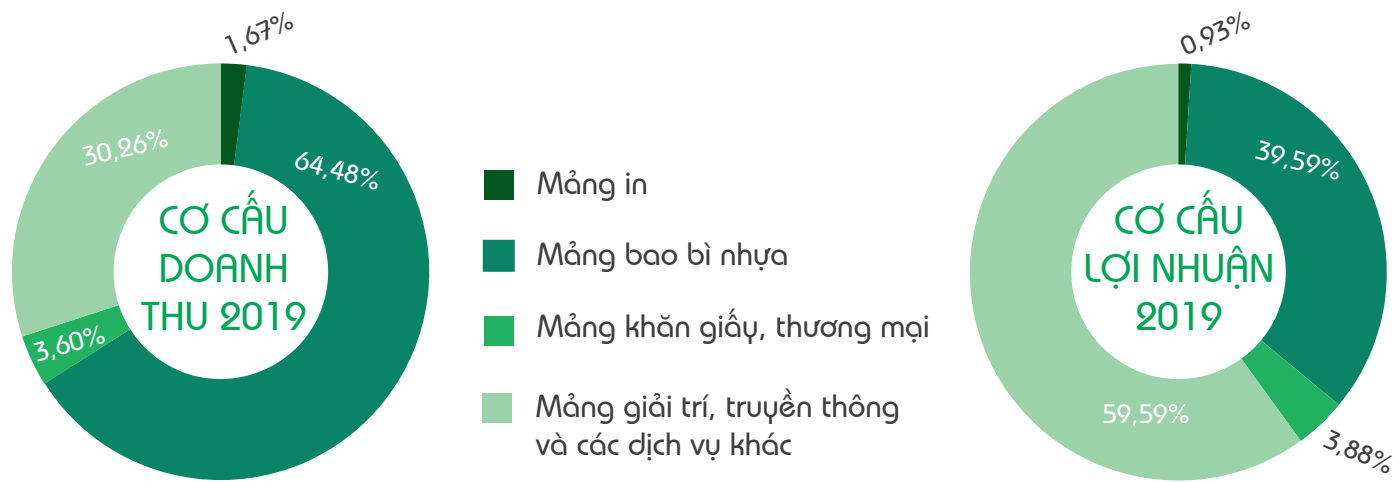 1,67%
30,26%
64,48%
3,60%
CƠ CẤU
DOANH
THU 2019
Mảng in
Mảng bao bì nhựa
Mảng khăn giấy, thương mại
Mảng giải trí, truyền thông
và các dịch vụ khác
0,93%
39,59%
CƠ CẤU
LỢI NHUẬN
2019
59,59%
3,88%